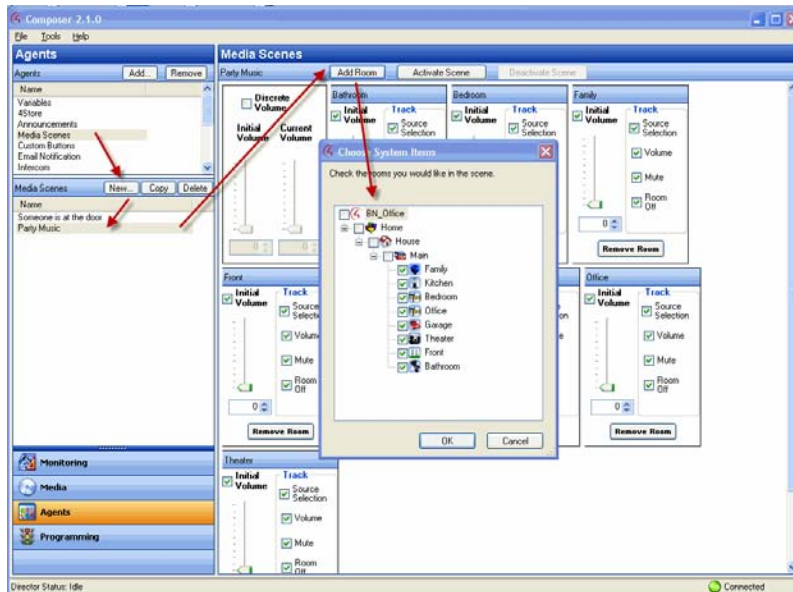 Composer 2.1.0
File Tools Help
Agents
Agents Add... Remove
Name
Variables
4Store
Announcements
Media Scenes
Custom Buttons
Email Notification
Intercom
Media Scenes New... Copy Delete
Name
Someone is at the door
Party Music
Monitoring
Media
Agents
Programming
Media Scenes
Party Music Add Room Activate Scene Deactivate Scene
Discrete
Volume
Initial Current
Volume Volume
0 0
Bathroom
Initial Track
Volume Source
Selection
Bedroom
Initial Track
Volume Source
Selection
Family
Initial Track
Volume Source
Selection
Volume
Mute
Room
Off
0
Remove Room
Choose System Items
Check the rooms you would like in the scene.
BN_Office
Home
House
Main
Family
Kitchen
Bedroom
Office
Garage
Theater
Front
Bathroom
OK Cancel
Front
Initial Track
Volume Source
Volume
Mute
Room
Off
0
Remove Room
Office
Initial Track
Volume Source
Selection
Volume
Mute
Room
Off
0
Remove Room
Theater
Initial Track
Volume Source
Selection
Volume
Mute
Room
Off
Director Status: Idle Connected